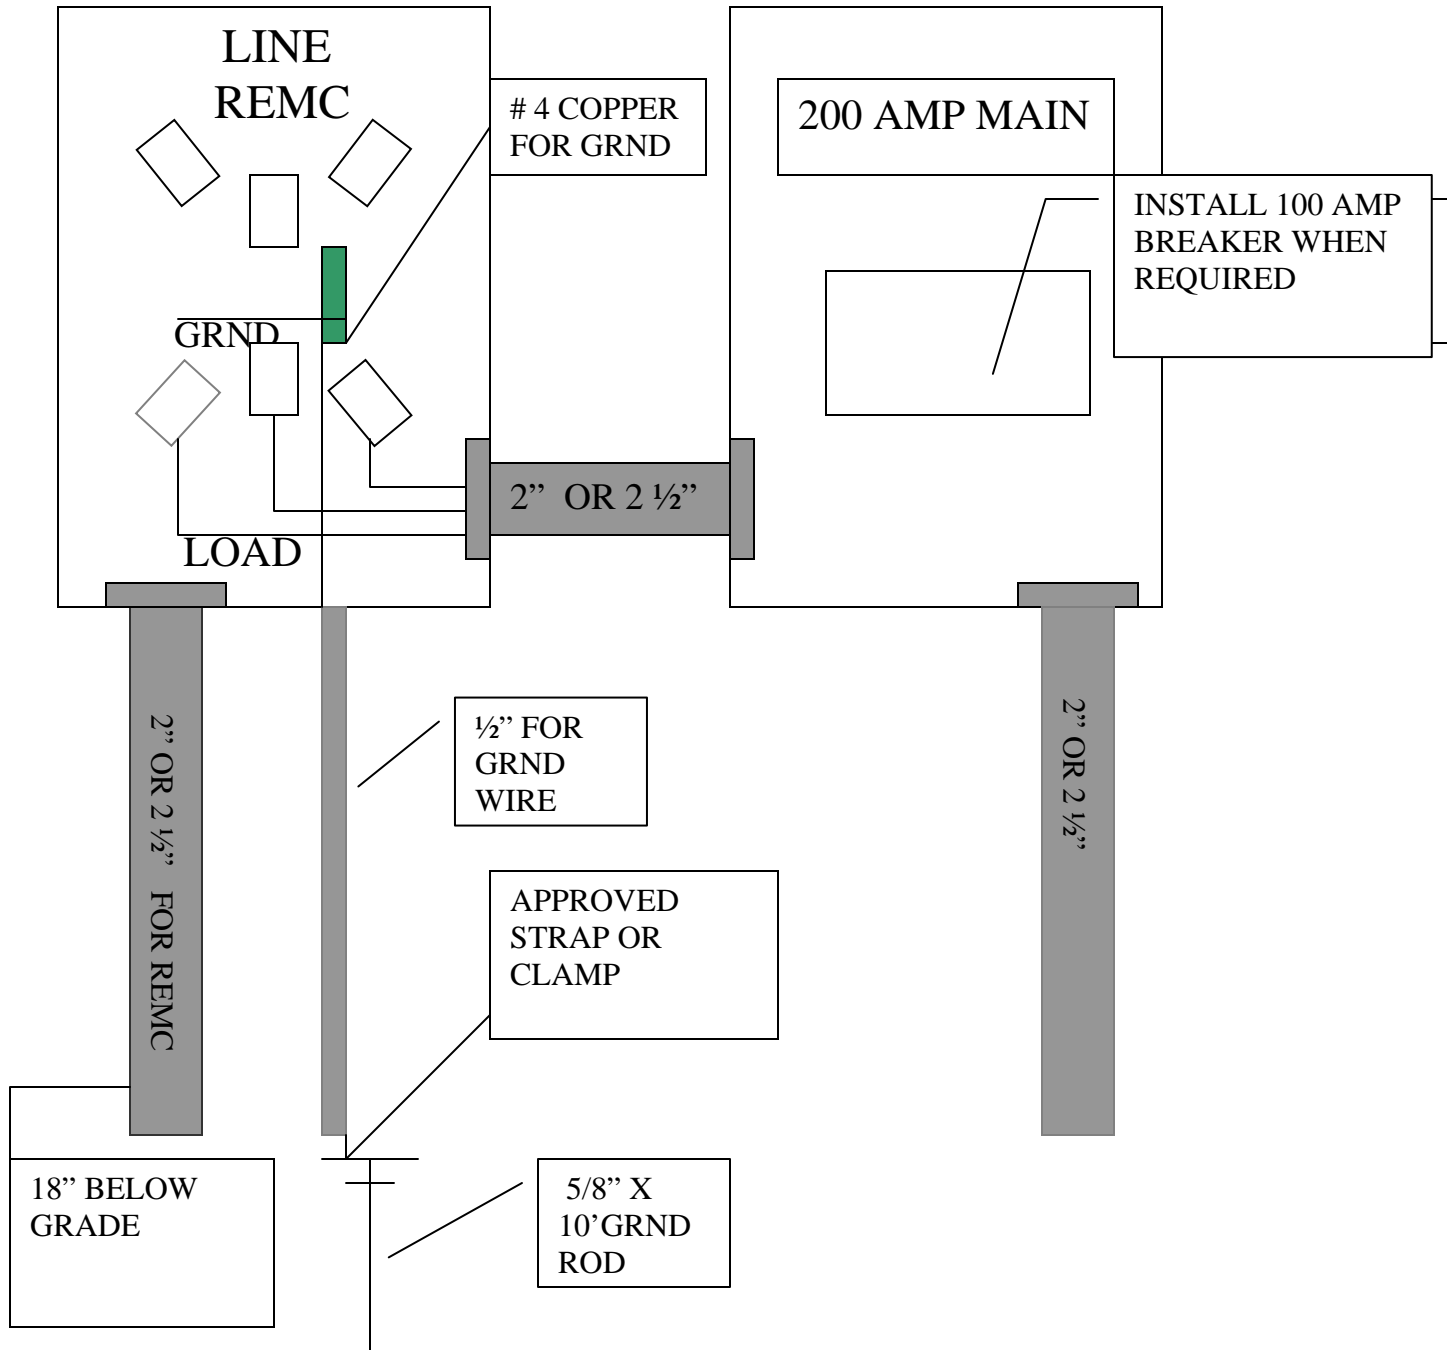 LINE
REMC
# 4 COPPER
FOR GRND
200 AMP MAIN
INSTALL 100 AMP
BREAKER WHEN
REQUIRED
GRND
2” OR 2 ½”
LOAD
2” OR 2 ½” FOR REMC
½” FOR
GRND
WIRE
2” OR 2 ½”
APPROVED
STRAP OR
CLAMP
18” BELOW
GRADE
5/8” X
10’GRND
ROD